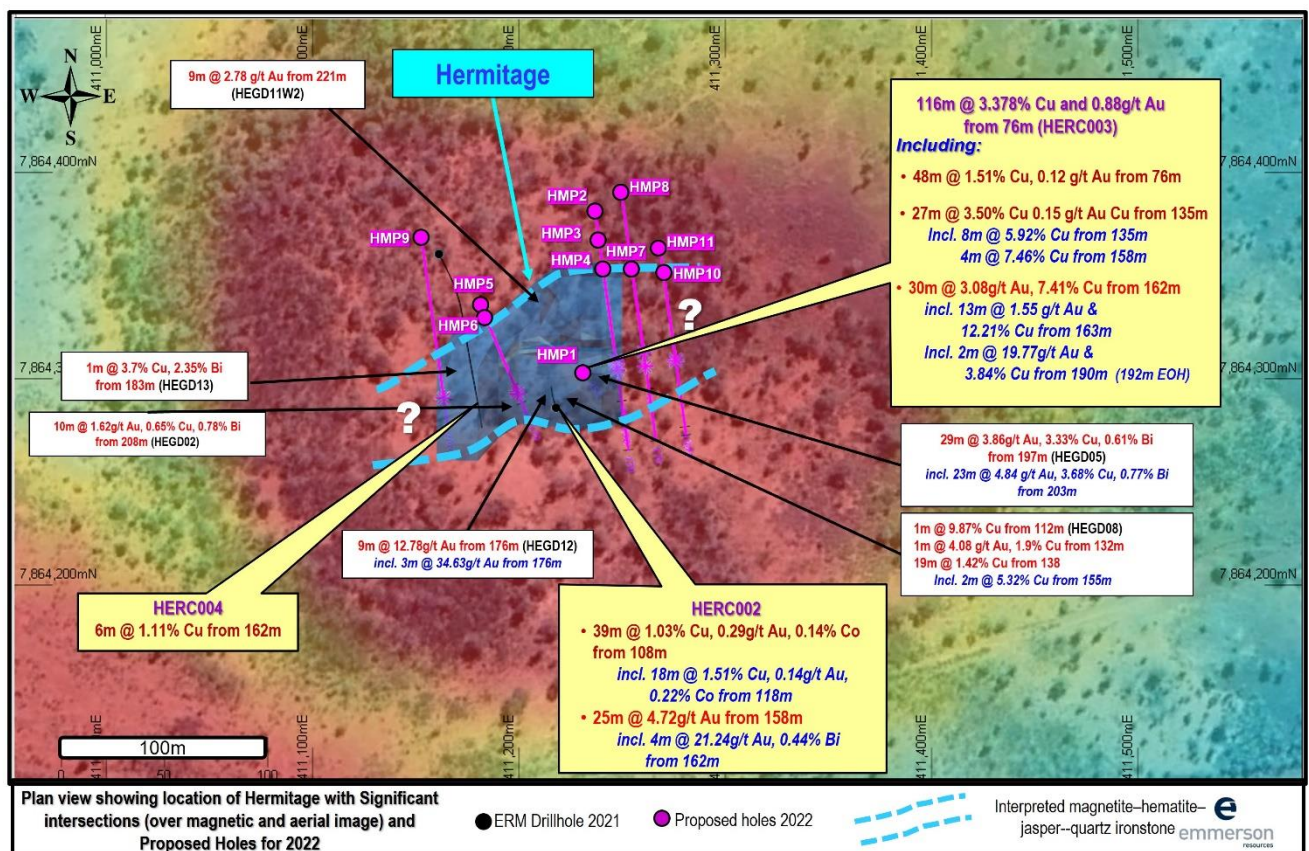 411,000mE
411,100mE
411,300mE
411,400mE
411,500mE
N
W E
S
9m @ 2.78 g/t Au from 221m
(HEGD11W2)
Hermitage
116m @ 3.378% Cu and 0.88g/t Au
from 76m (HERC003)
Including:
• 48m @ 1.51% Cu, 0.12 g/t Au from 76m
• 27m @ 3.50% Cu 0.15 g/t Au Cu from 135m
Incl. 8m @ 5.92% Cu from 135m
4m @ 7.46% Cu from 158m
• 30m @ 3.08g/t Au, 7.41% Cu from 162m
incl. 13m @ 1.55 g/t Au &
12.21% Cu from 163m
Incl. 2m @ 19.77g/t Au &
3.84% Cu from 190m (192m EOH)
7,864,400mN
7,864,400mN
HMP8
HMP2
HMP9
HMP3
HMP11
HMP4
HMP7
HMP10
HMP5
HMP6
?
HMP1
7,864,300mN
1m @ 3.7% Cu, 2.35% Bi
from 183m (HEGD13)
?
10m @ 1.62g/t Au, 0.65% Cu, 0.78% Bi
from 208m (HEGD02)
29m @ 3.86g/t Au, 3.33% Cu, 0.61% Bi
from 197m (HEGD05)
incl. 23m @ 4.84 g/t Au, 3.68% Cu, 0.77% Bi
from 203m
1m @ 9.87% Cu from 112m (HEGD08)
1m @ 4.08 g/t Au, 1.9% Cu from 132m
19m @ 1.42% Cu from 138
Incl. 2m @ 5.32% Cu from 155m
9m @ 12.78g/t Au from 176m (HEGD12)
incl. 3m @ 34.63g/t Au from 176m
7,864,200mN
7,864,200mN
HERC004
6m @ 1.11% Cu from 162m
HERC002
• 39m @ 1.03% Cu, 0.29g/t Au, 0.14% Co
from 108m
incl. 18m @ 1.51% Cu, 0.14g/t Au,
0.22% Co from 118m
• 25m @ 4.72g/t Au from 158m
incl. 4m @ 21.24g/t Au, 0.44% Bi
from 162m
100m
0 50 100
411,100mE
411,200mE
411,400mE
411,500mE
Plan view showing location of Hermitage with Significant
intersections (over magnetic and aerial image) and
Proposed Holes for 2022
ERM Drillhole 2021
Proposed holes 2022
Interpreted magnetite–hematite–
jasper--quartz ironstone
emmerson
resources